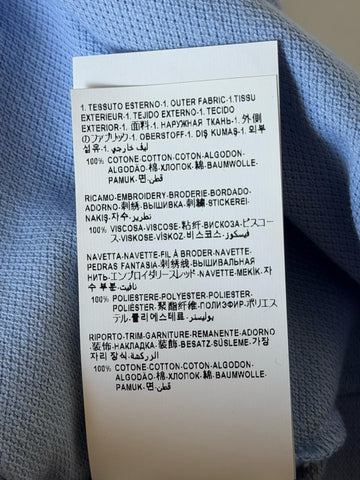 1. TESSUTO ESTERNO-1. OUTER FABRIC-1.TISSU
EXTERIEUR-1. TEJIDO EXTERNO-1. TECIDO
EXTERIOR-1. 面料-1. НАРУЖНАЯ ТКАНЬ-1. 外側
のファブリック-1. OBERSTOFF-1. DIŞ KUMAŞ-1. 외부
섬유-1. ليف خارجي
100% COTONE-COTTON-COTON-ALGODON-
ALGODÃO-棉-ХЛОПОК-綿-BAUMWOLLE-
PAMUK-면-قطن
RICAMO-EMBROIDERY-BRODERIE-BORDADO-
ADORNO-刺绣-ВЫШИВКА-刺繍-STICKEREI-
NAKIŞ-자수-تطريز
100% VISCOSA-VISCOSE-粘纤-ВИСКОЗА-ビスコー
ス-VISKOSE-VİSKOZ-비스코스-فيسكوز
NAVETTA-NAVETTE-FIL À BRODER-NAVETTE-
PEDRAS FANTASIA-刺绣线-ВЫШИВАЛЬНАЯ
НИТЬ-エンブロイダリースレッド-NAVETTE-MEKİK-자
수 부분-نافيت
100% POLIESTERE-POLYESTER-POLIESTER-
POLIÉSTER-聚酯纤维-ПОЛИЭФИР-ポリエス
テル-폴리에스테르-بوليستر
RIPORTO-TRIM-GARNITURE-REMANENTE-ADORNO
-装饰-НАКЛАДКА-装飾-BESATZ-SÜSLEME-가장
자리 장식-الزركشة
100% COTONE-COTTON-COTON-ALGODON-
ALGODÃO-棉-ХЛОПОК-綿-BAUMWOLLE-
PAMUK-면-قطن